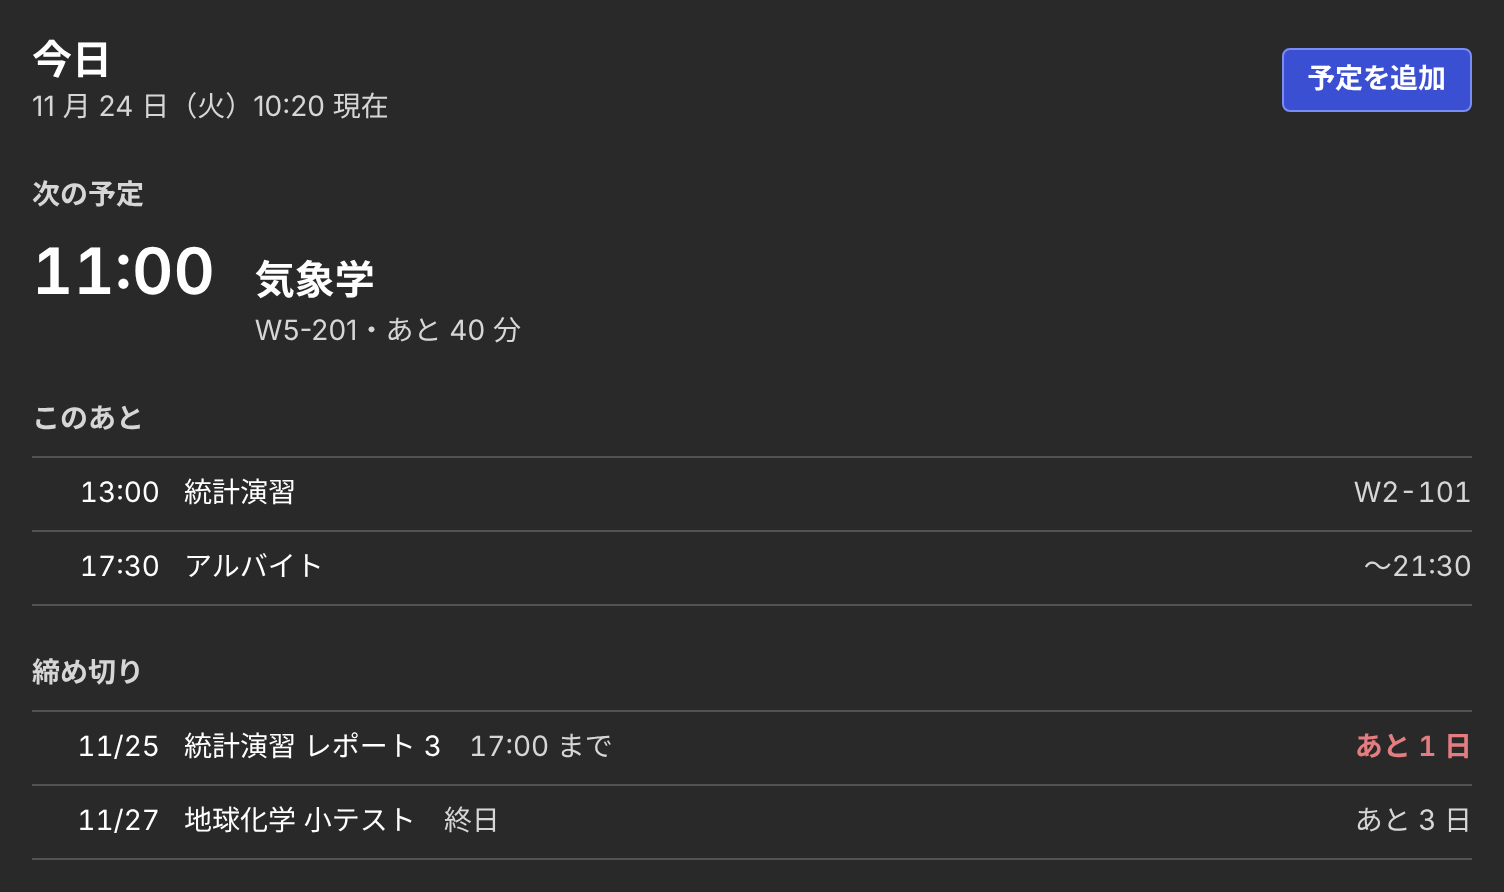 今日
11 月 24 日（火）10:20 現在
予定を追加
次の予定
11:00 気象学
W5-201・あと 40 分
このあと
13:00 統計演習 W2-101
17:30 アルバイト 〜21:30
締め切り
11/25 統計演習 レポート 3 17:00 まで あと 1 日
11/27 地球化学 小テスト 終日 あと 3 日